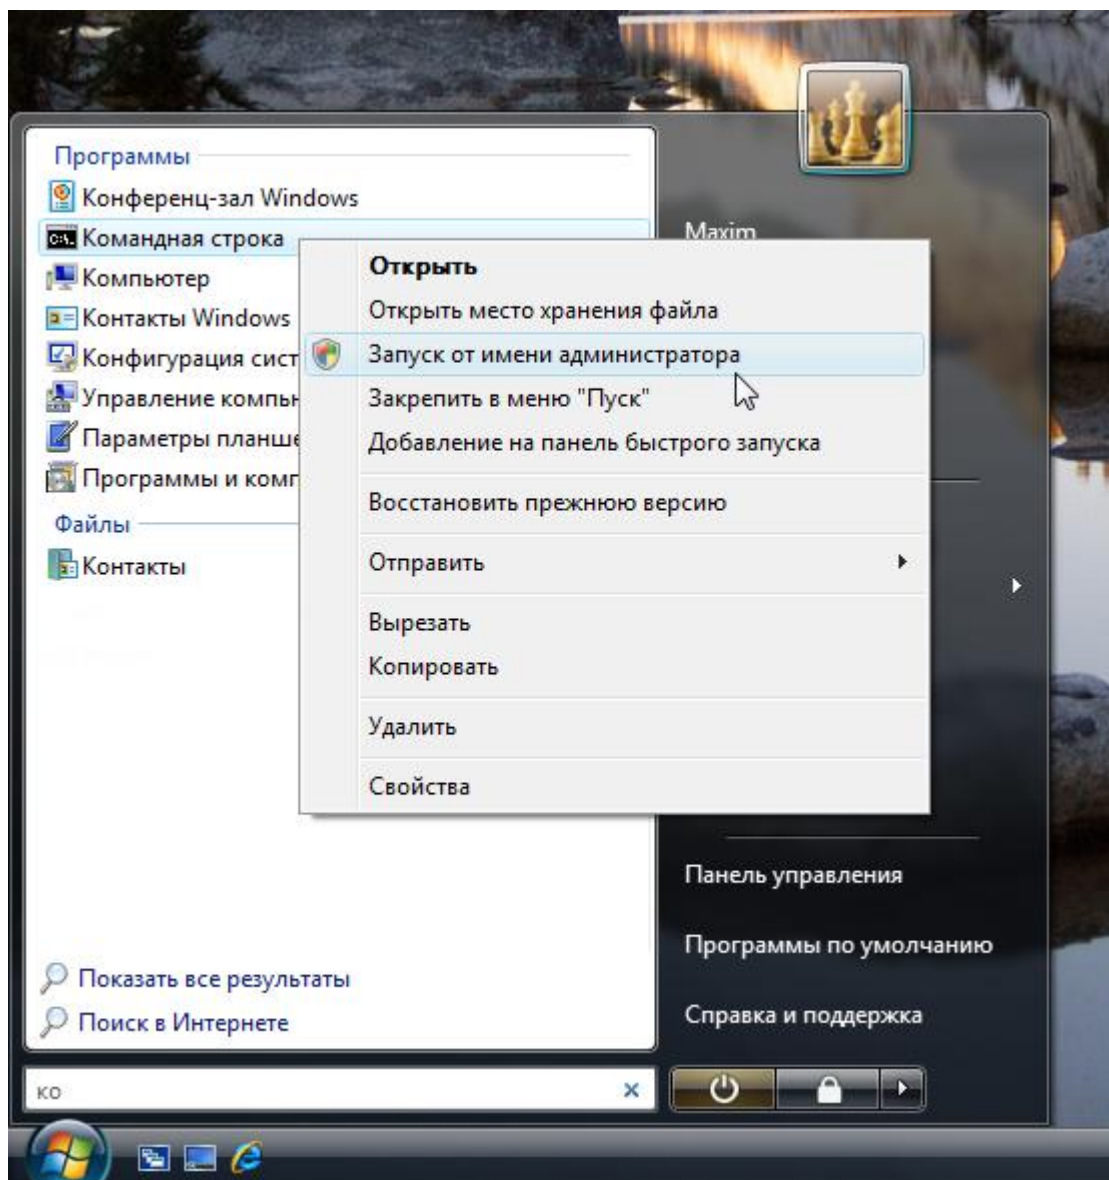 Программы
Конференц-зал Windows
Командная строка
Компьютер
Контакты Windows
Конфигурация сист
Управление компь
Параметры планше
Программы и комп
Файлы
Контакты
Показать все результаты
Поиск в Интернете
ко
Maxim
Открыть
Открыть место хранения файла
Запуск от имени администратора
Закрепить в меню "Пуск"
Добавление на панель быстрого запуска
Восстановить прежнюю версию
Отправить
Вырезать
Копировать
Удалить
Свойства
Панель управления
Программы по умолчанию
Справка и поддержка